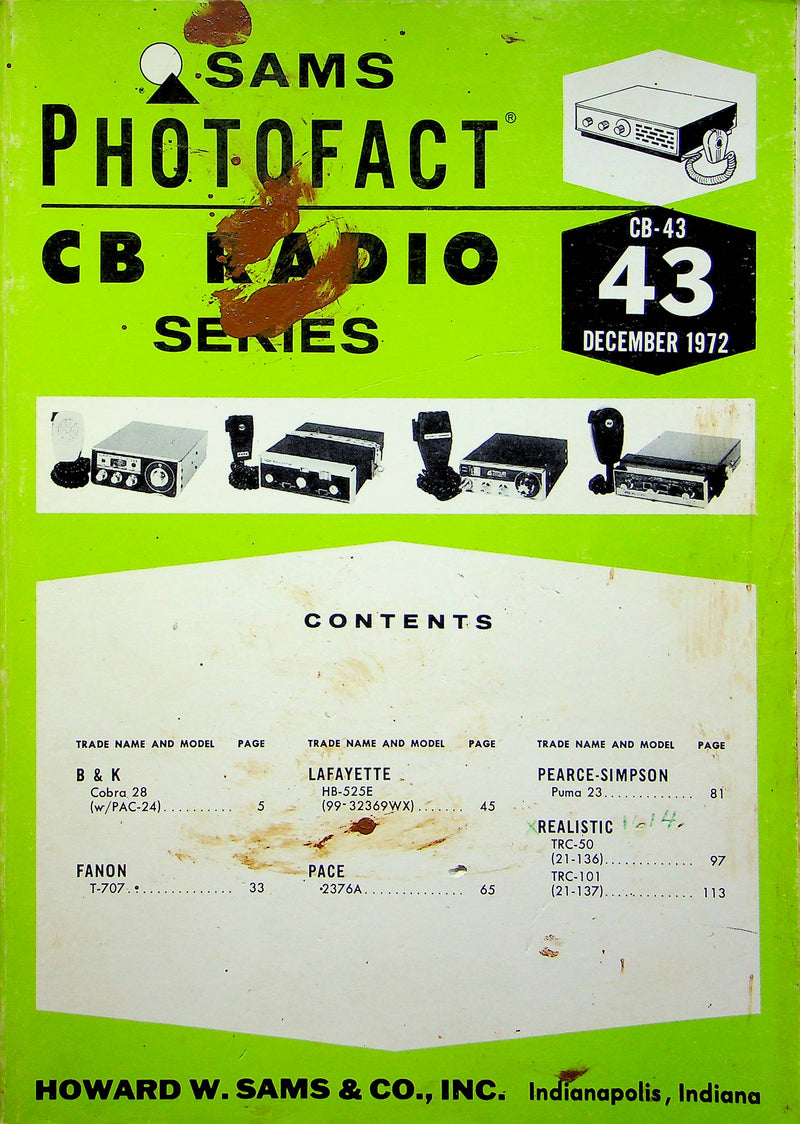 SAMS
PHOTOFACT®
CB RADIO
SERIES
CB-43
43
DECEMBER 1972
CONTENTS
TRADE NAME AND MODEL PAGE
B & K
Cobra 28
(w/PAC-24).......... 5
FANON
T-707............... 33
TRADE NAME AND MODEL PAGE
LAFAYETTE
HB-525E
(99-32369WX)....... 45
PACE
2376A............. 65
TRADE NAME AND MODEL PAGE
PEARCE-SIMPSON
Puma 23............. 81
xREALISTIC 1614.
TRC-50
(21-136)............. 97
TRC-101
(21-137)............. 113
HOWARD W. SAMS & CO., INC. Indianapolis, Indiana